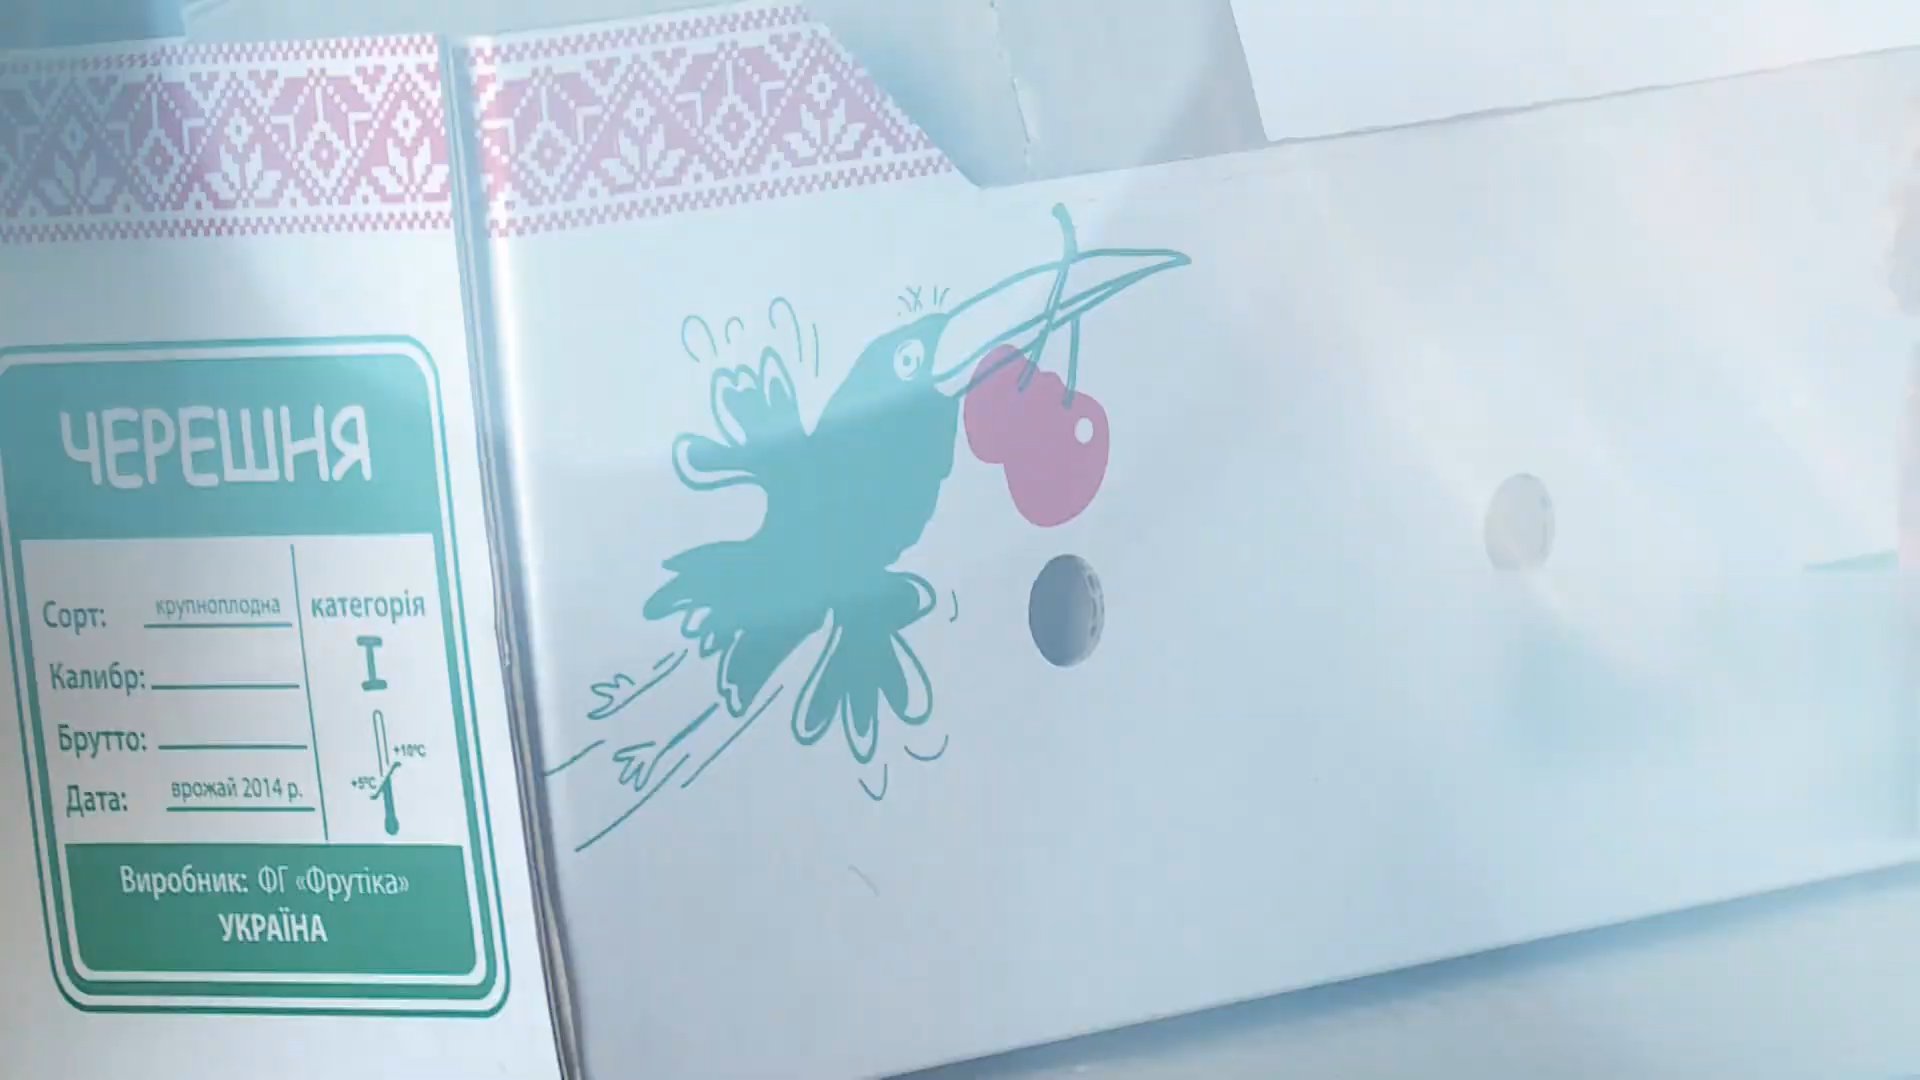 ЧЕРЕШНЯ
Сорт: крупноплодна
категорія
I
Калибр:
Брутто:
+10°C
+5°C
Дата: врожай 2014 р.
Виробник: ФГ «Фрутіка»
УКРАЇНА